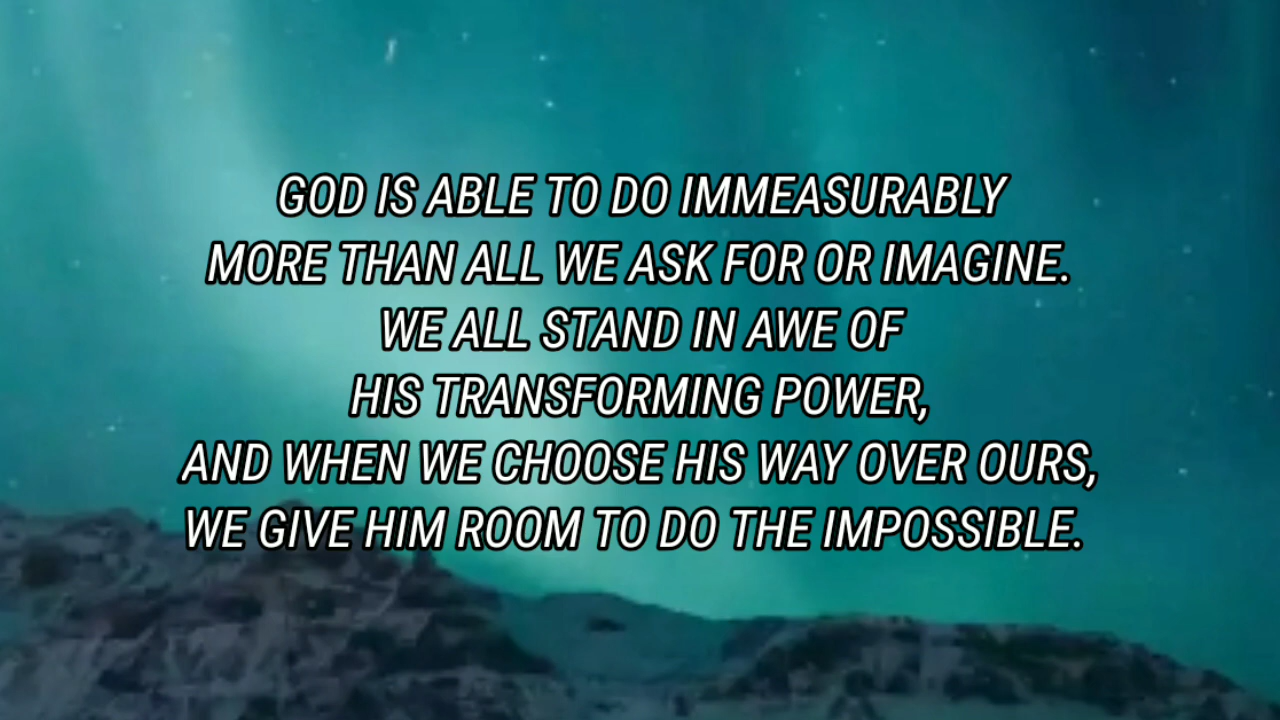 GOD IS ABLE TO DO IMMEASURABLY
MORE THAN ALL WE ASK FOR OR IMAGINE.
WE ALL STAND IN AWE OF
HIS TRANSFORMING POWER,
AND WHEN WE CHOOSE HIS WAY OVER OURS,
WE GIVE HIM ROOM TO DO THE IMPOSSIBLE.